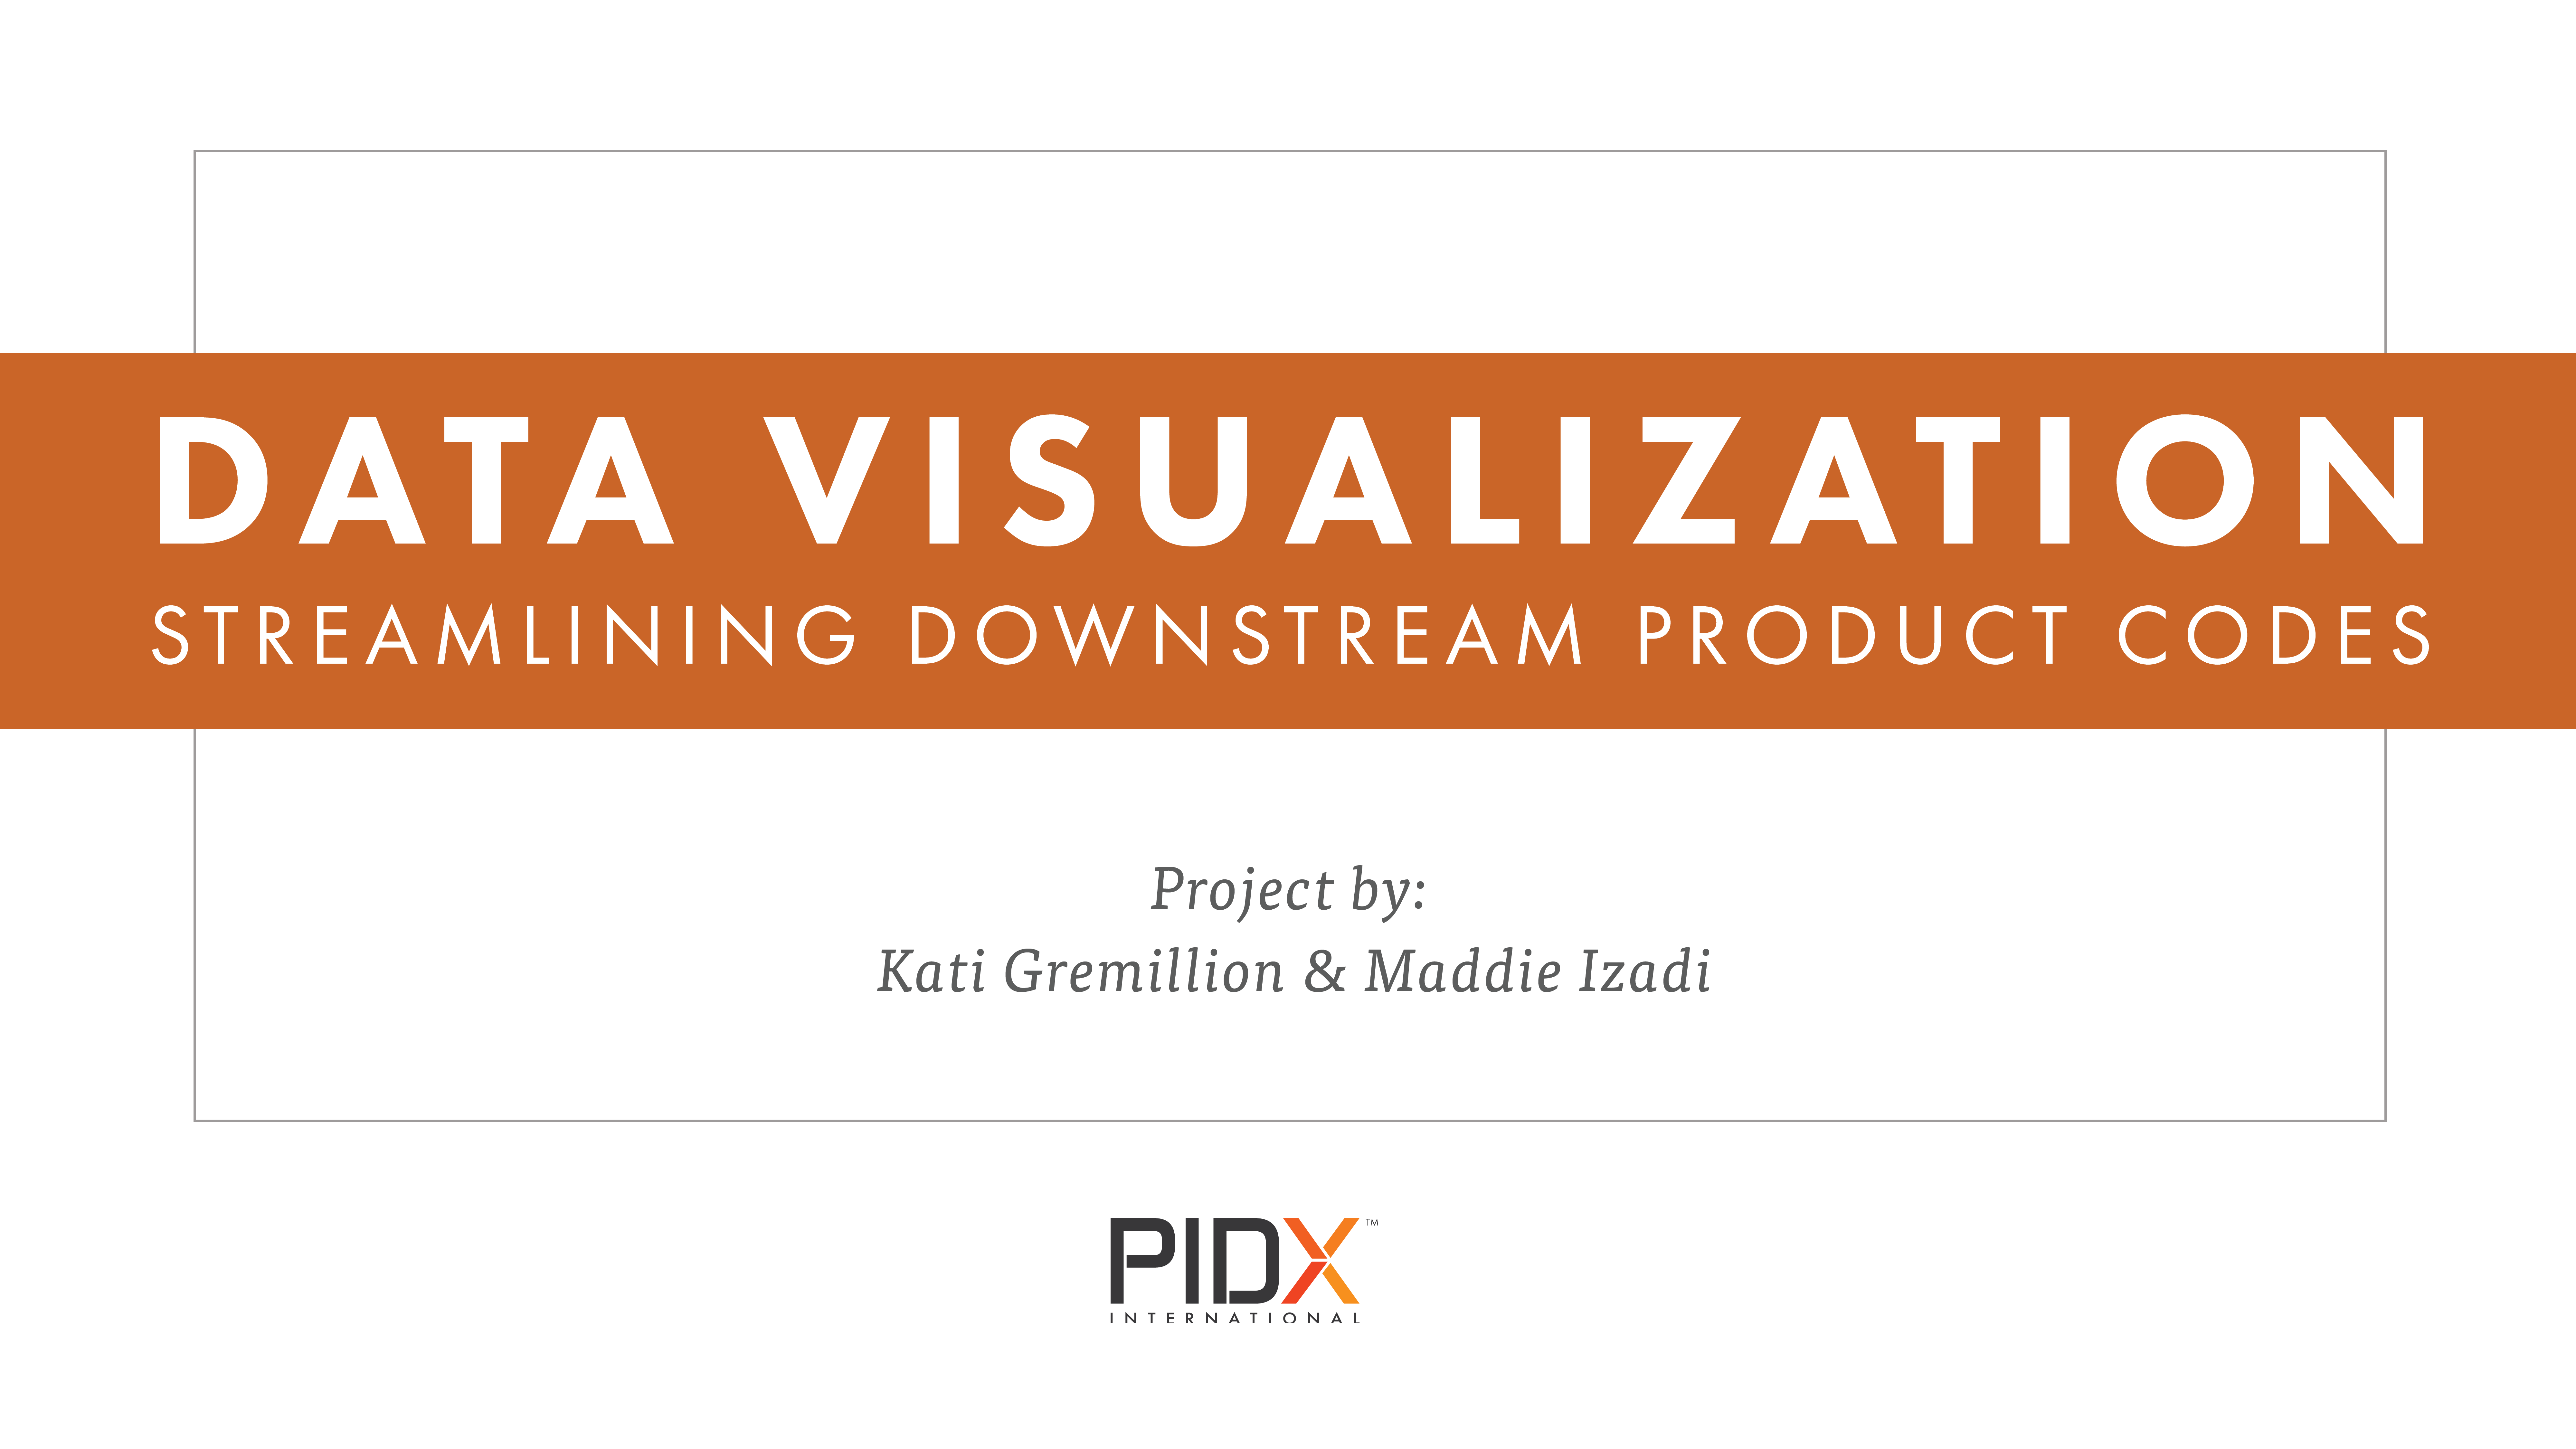 DATA VISUALIZATION
STREAMLINING DOWNSTREAM PRODUCT CODES
Project by:
Kati Gremillion & Maddie Izadi
PIDX™
INTERNATIONAL